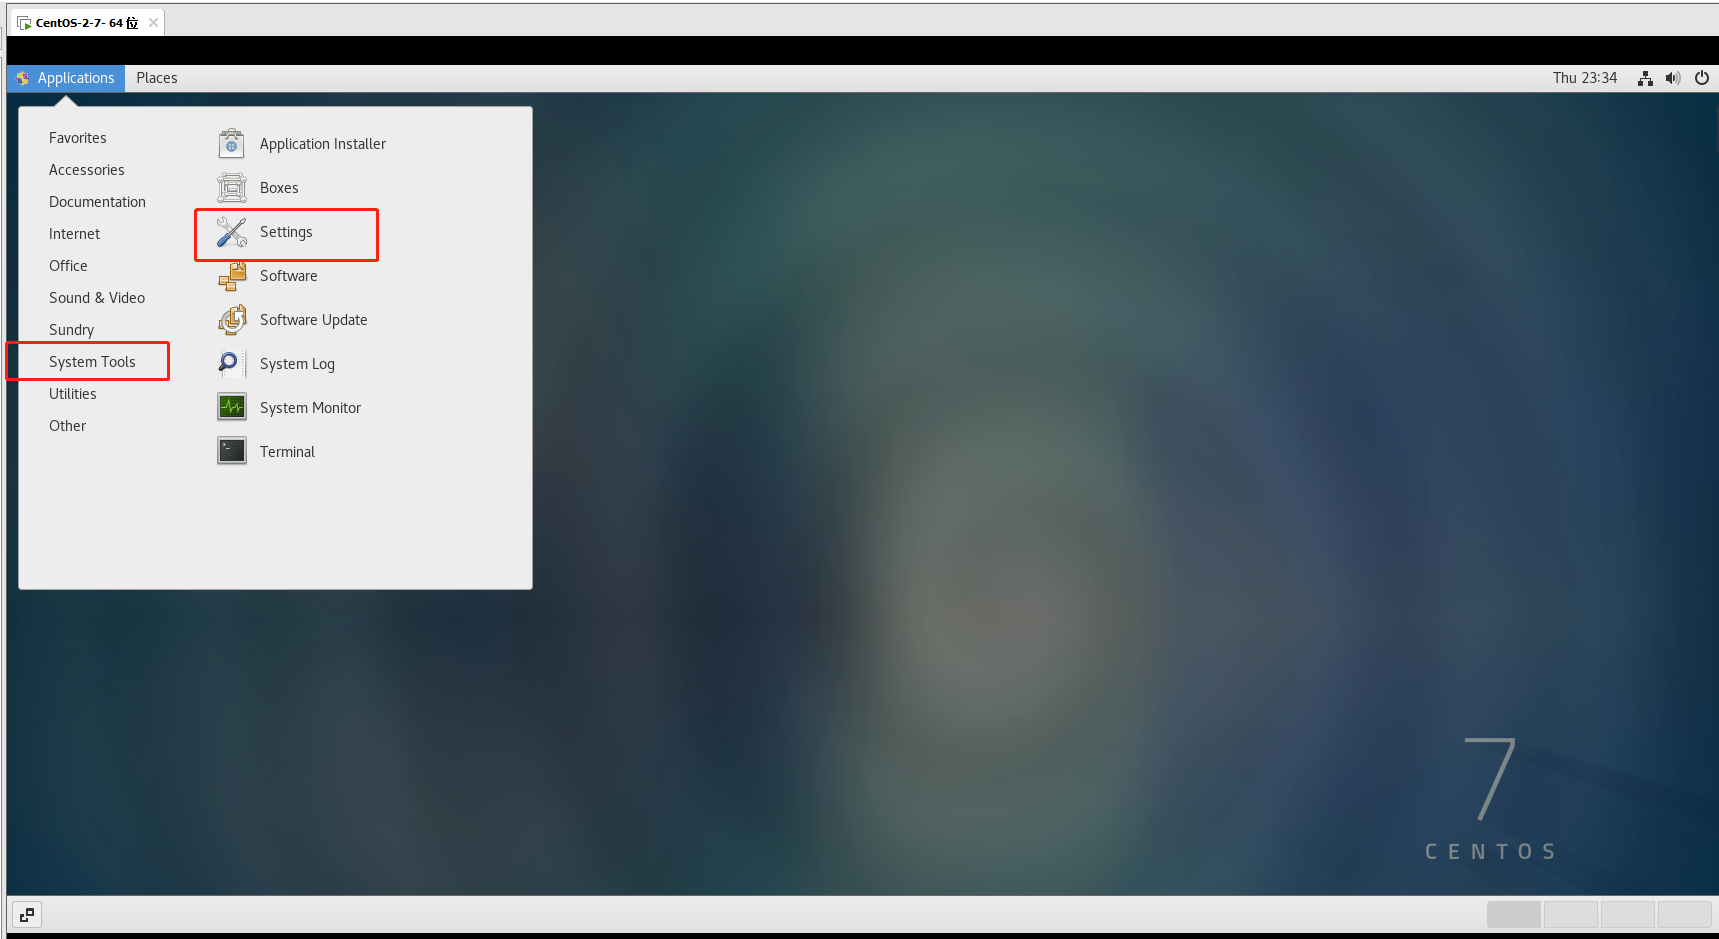 CentOS-2-7- 64 位
Applications Places Thu 23:34
Favorites
Accessories
Documentation
Internet
Office
Sound & Video
Sundry
System Tools
Utilities
Other
Application Installer
Boxes
Settings
Software
Software Update
System Log
System Monitor
Terminal
7
CENTOS